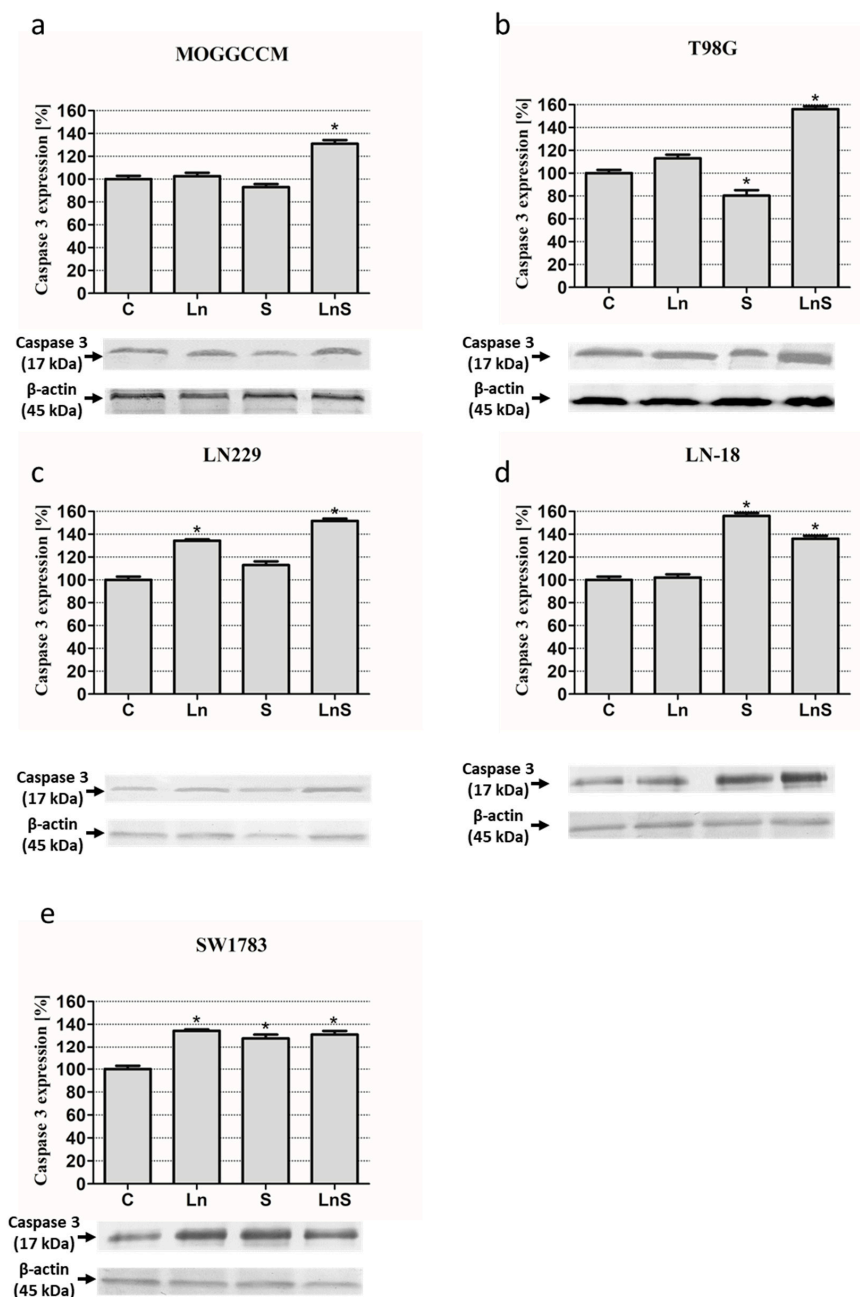 a
MOGGCCM
Caspase 3 expression [%]
160
140
120
100
80
60
40
20
0
*
C Ln S LnS
Caspase 3
(17 kDa)
β-actin
(45 kDa)
b
T98G
Caspase 3 expression [%]
160
140
120
100
80
60
40
20
0
* *
C Ln S LnS
Caspase 3
(17 kDa)
β-actin
(45 kDa)
c
LN229
Caspase 3 expression [%]
160
140
120
100
80
60
40
20
0
* *
C Ln S LnS
Caspase 3
(17 kDa)
β-actin
(45 kDa)
d
LN-18
Caspase 3 expression [%]
160
140
120
100
80
60
40
20
0
* *
C Ln S LnS
Caspase 3
(17 kDa)
β-actin
(45 kDa)
e
SW1783
Caspase 3 expression [%]
160
140
120
100
80
60
40
20
0
* * *
C Ln S LnS
Caspase 3
(17 kDa)
β-actin
(45 kDa)